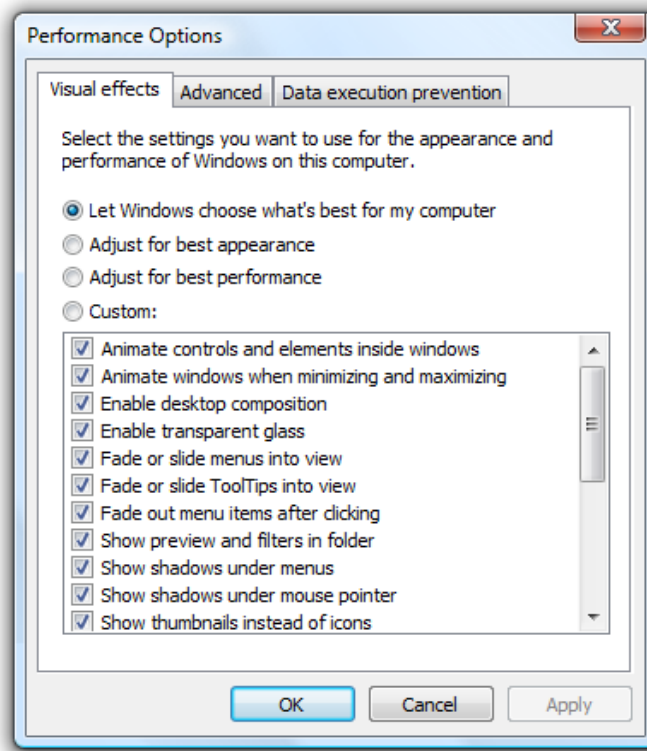 Performance Options
Visual effects
Advanced
Data execution prevention
Select the settings you want to use for the appearance and
performance of Windows on this computer.
Let Windows choose what's best for my computer
Adjust for best appearance
Adjust for best performance
Custom:
Animate controls and elements inside windows
Animate windows when minimizing and maximizing
Enable desktop composition
Enable transparent glass
Fade or slide menus into view
Fade or slide ToolTips into view
Fade out menu items after clicking
Show preview and filters in folder
Show shadows under menus
Show shadows under mouse pointer
Show thumbnails instead of icons
OK
Cancel
Apply